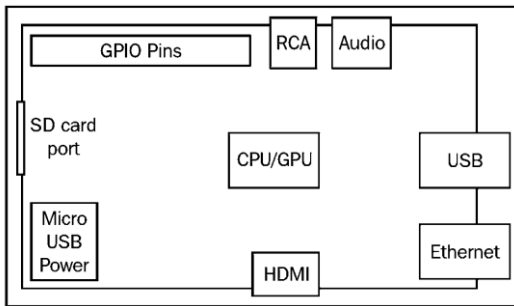 GPIO Pins
RCA
Audio
SD card
port
CPU/GPU
USB
Micro
USB
Power
HDMI
Ethernet